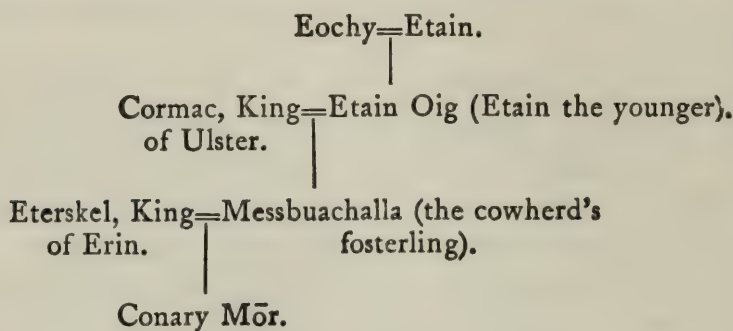 Eochy=Etain.
Cormac, King=Etain Oig (Etain the younger).
of Ulster.
Eterskel, King=Messbuachalla (the cowherd's
of Erin. fosterling).
Conary Mōr.